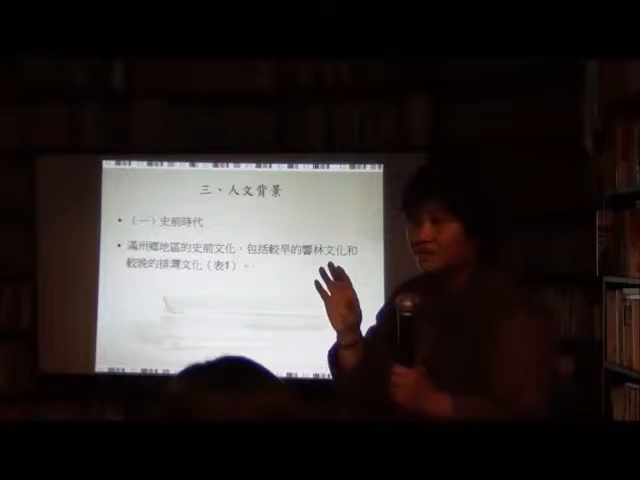 三、人文背景
• （一）史前時代
• 滿州鄉地區的史前文化，包括較早的響林文化和
較晚的排灣文化（表1）。